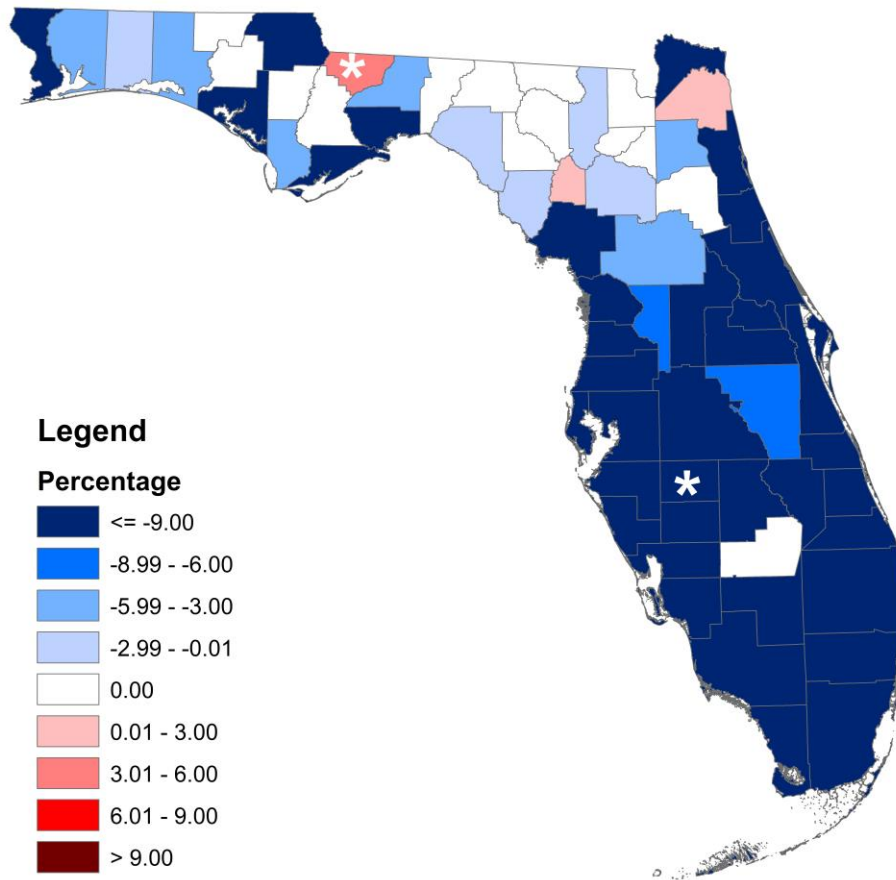 *
*
Legend
Percentage
<= -9.00
-8.99 - -6.00
-5.99 - -3.00
-2.99 - -0.01
0.00
0.01 - 3.00
3.01 - 6.00
6.01 - 9.00
> 9.00